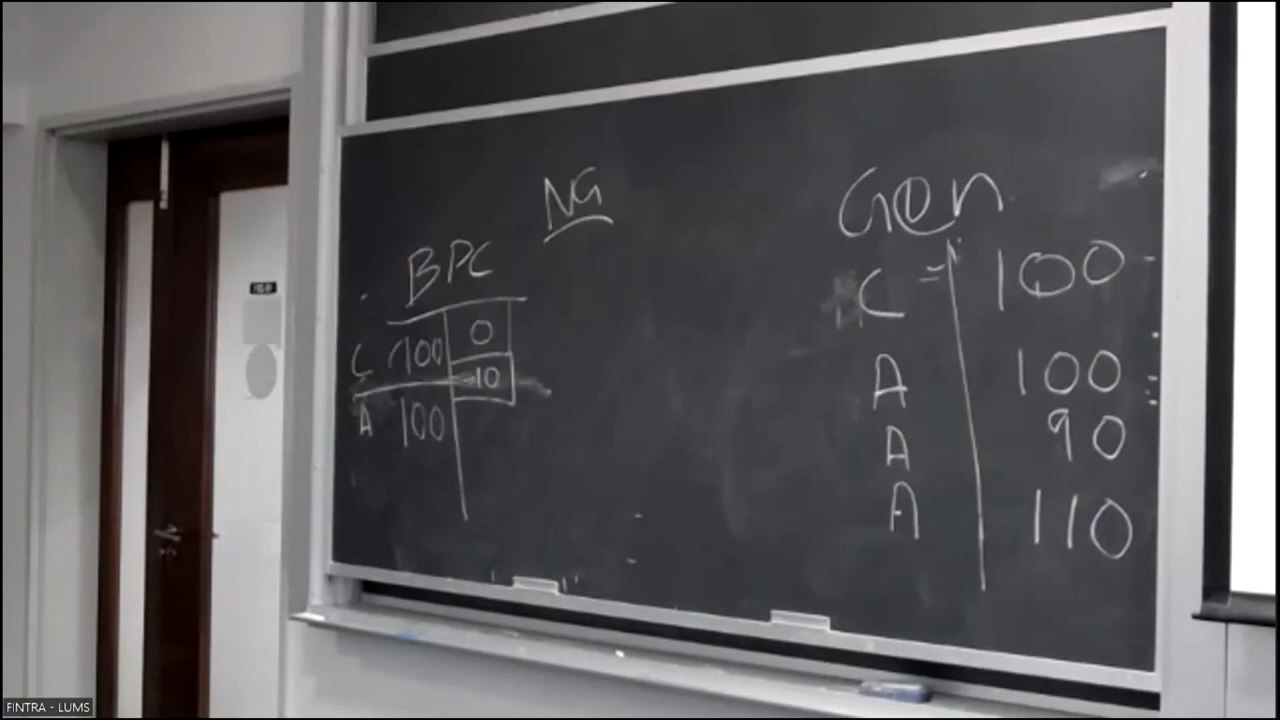 NG
BPC
C 100 0
-10
A 100
Gen
C 100
A 100
A 90
A 110
FINTRA - LUMS